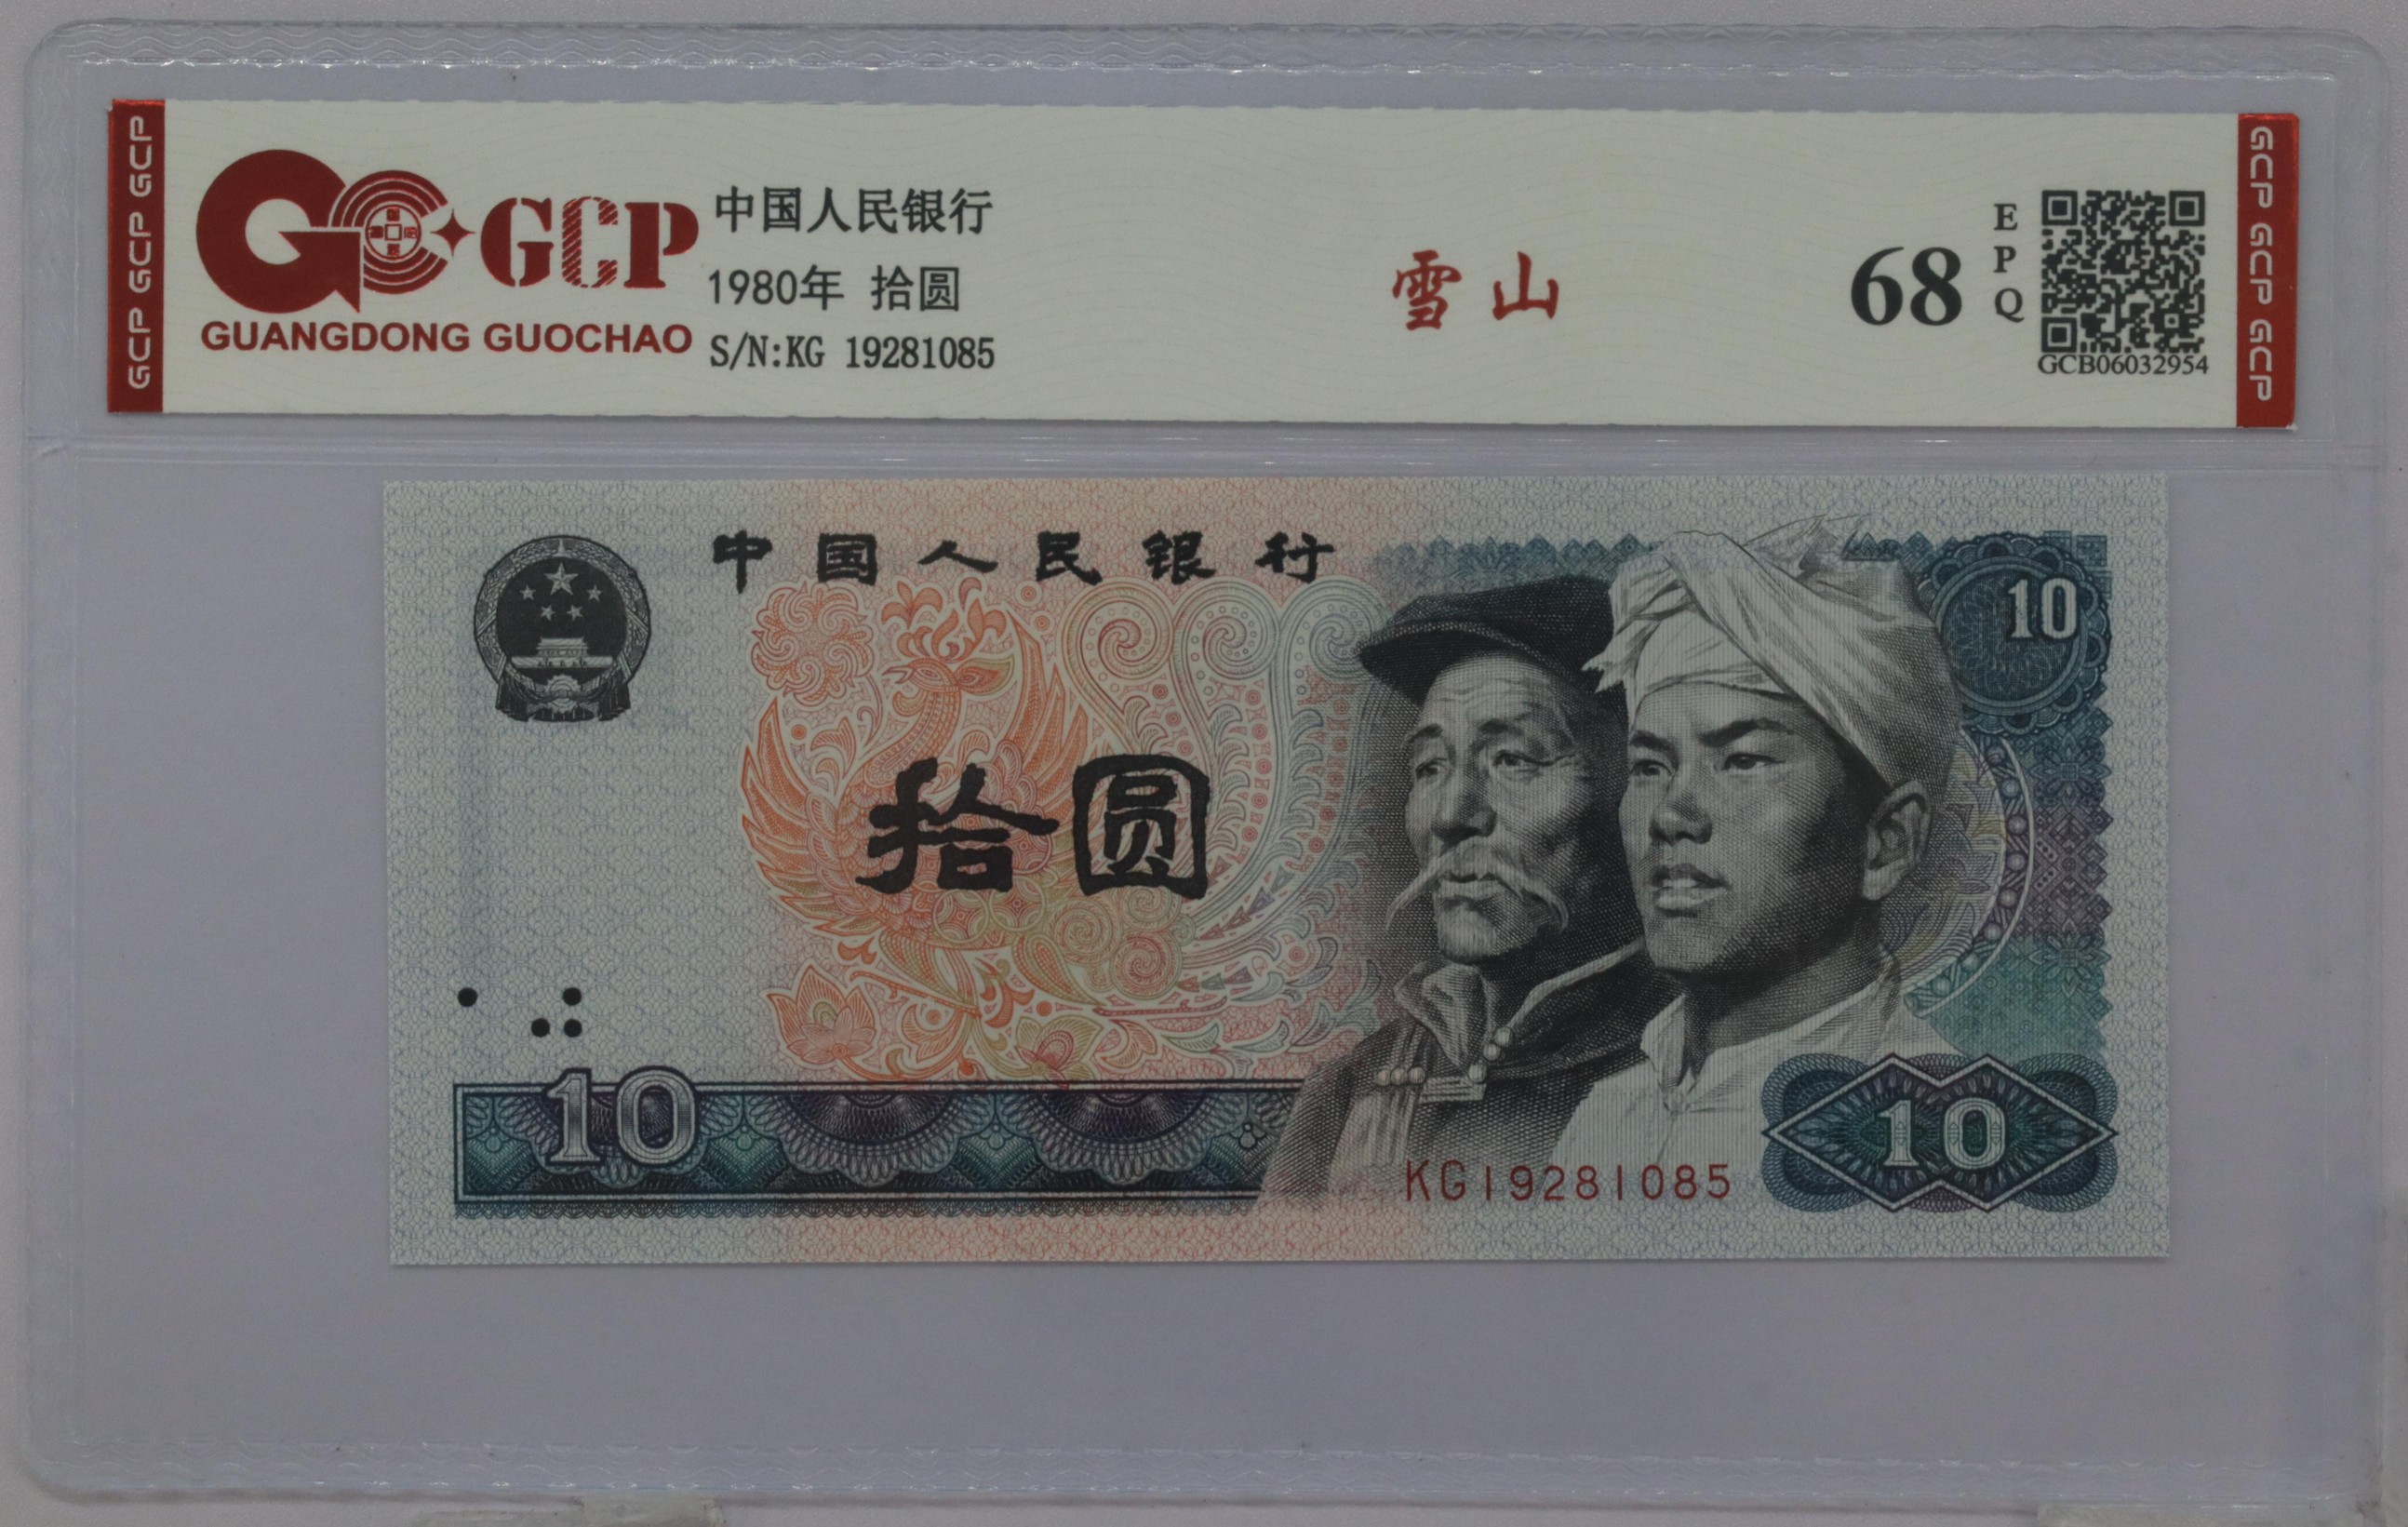 GCP GCP GCP
GCP
GUANGDONG GUOCHAO
中国人民银行
1980年 拾圆
S/N:KG 19281085
雪山
68
EPQ
GCB06032954
GCP GCP GCP
中国人民银行
10
拾圆
10
KG19281085
10